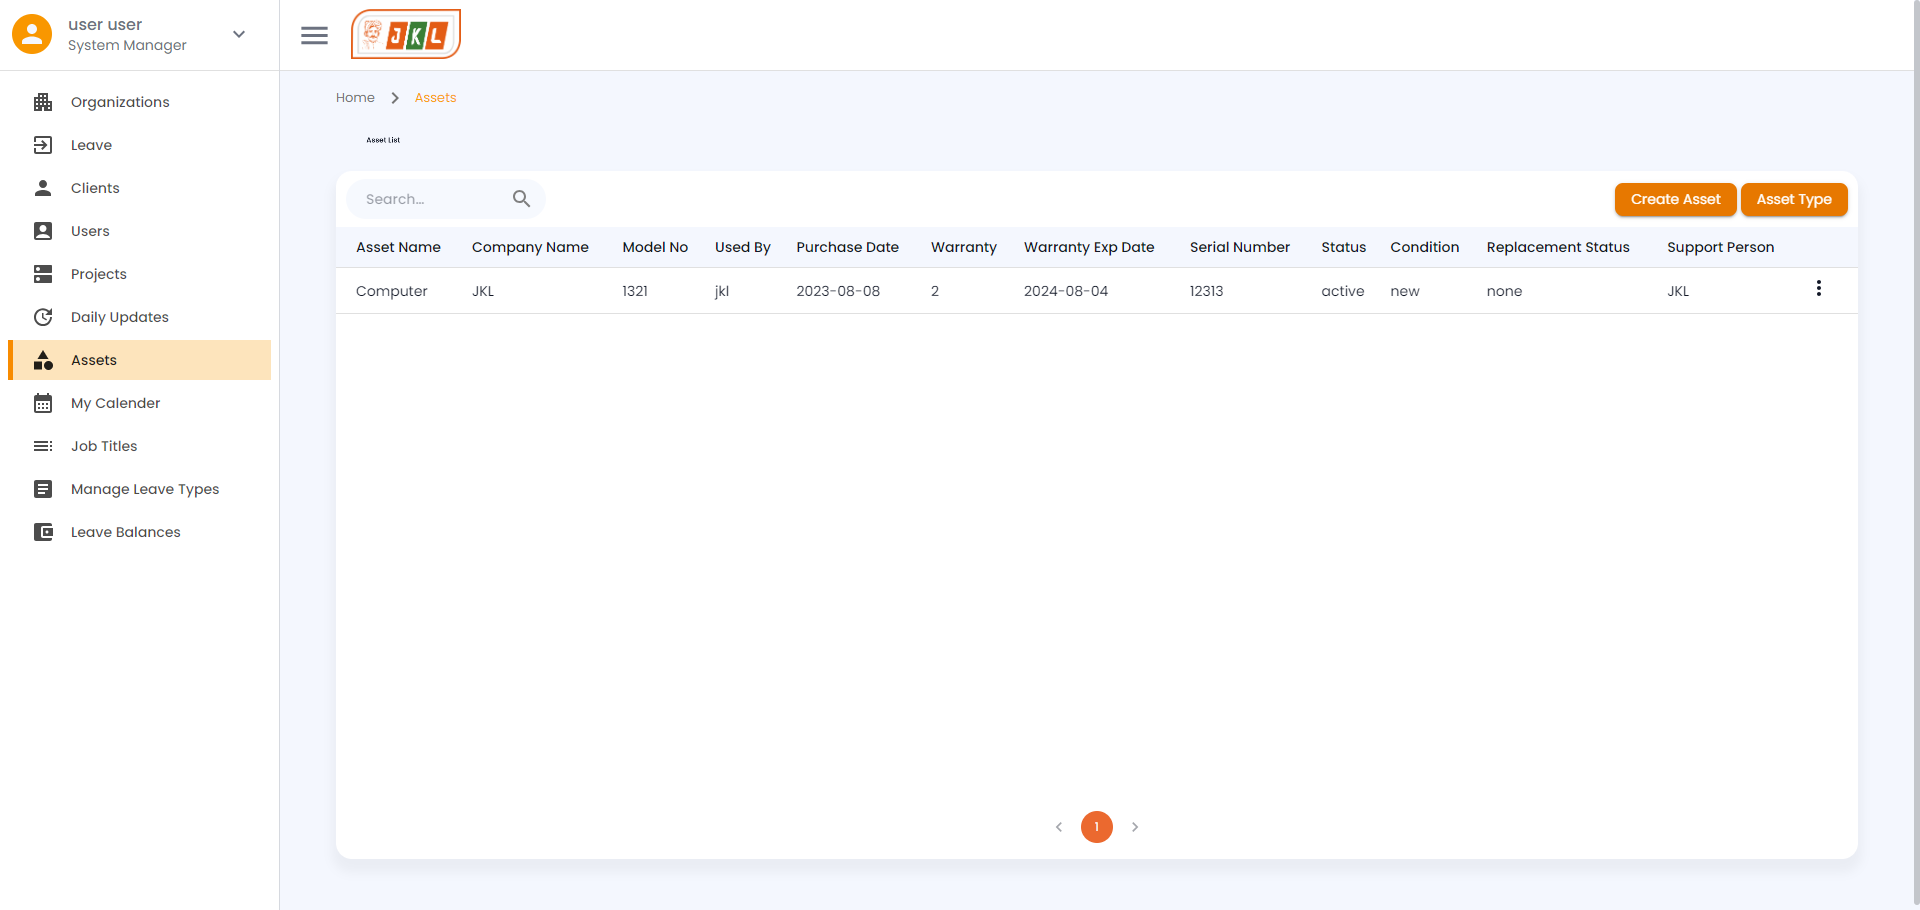 user user
System Manager
JKL
Organizations
Leave
Clients
Users
Projects
Daily Updates
Assets
My Calender
Job Titles
Manage Leave Types
Leave Balances
Home > Assets
Asset List
Search...
Create Asset Asset Type
Asset Name Company Name Model No Used By Purchase Date Warranty Warranty Exp Date Serial Number Status Condition Replacement Status Support Person
Computer JKL 1321 jkl 2023-08-08 2 2024-08-04 12313 active new none JKL
1